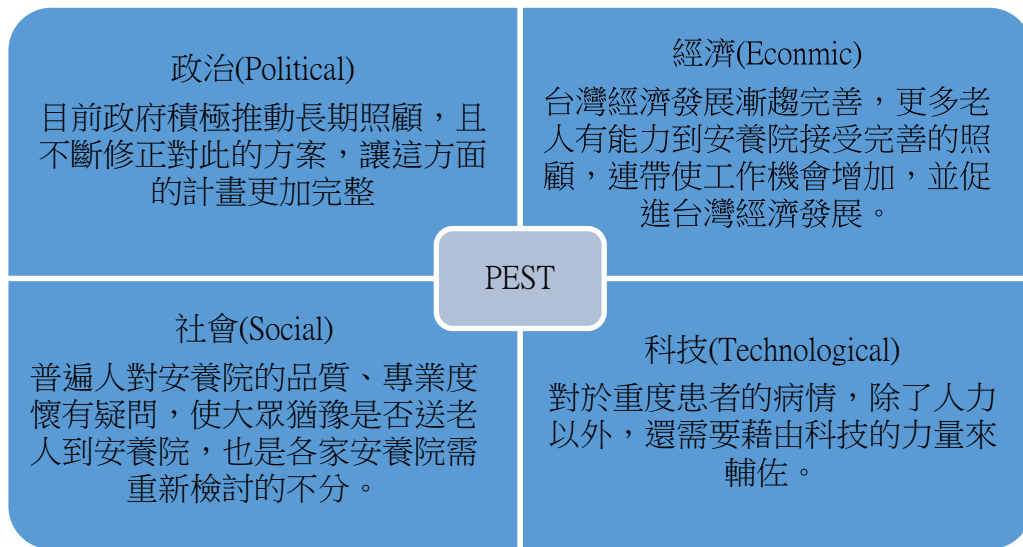 政治(Political)
目前政府積極推動長期照顧，且
不斷修正對此的方案，讓這方面
的計畫更加完整
經濟(Econmic)
台灣經濟發展漸趨完善，更多老
人有能力到安養院接受完善的照
顧，連帶使工作機會增加，並促
進台灣經濟發展。
PEST
社會(Social)
普遍人對安養院的品質、專業度
懷有疑問，使大眾猶豫是否送老
人到安養院，也是各家安養院需
重新檢討的不分。
科技(Technological)
對於重度患者的病情，除了人力
以外，還需要藉由科技的力量來
輔佐。